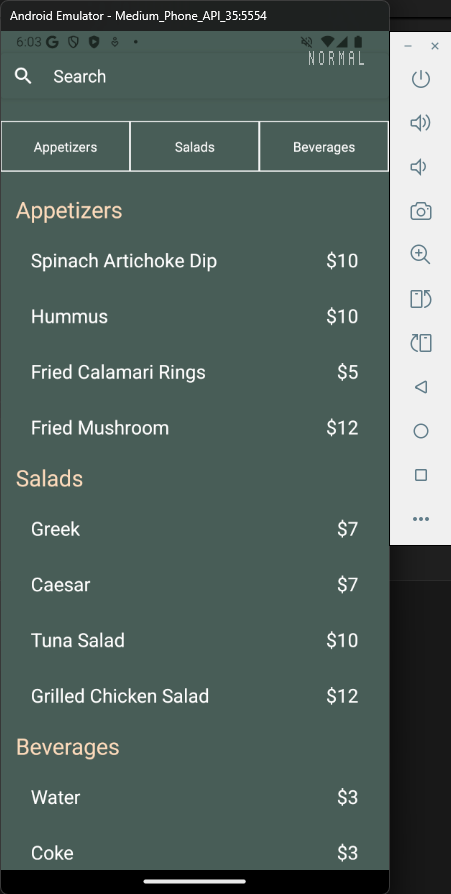 Android Emulator - Medium_Phone_API_35:5554
6:03
NORMAL
Search
Appetizers Salads Beverages
Appetizers
Spinach Artichoke Dip $10
Hummus $10
Fried Calamari Rings $5
Fried Mushroom $12
Salads
Greek $7
Caesar $7
Tuna Salad $10
Grilled Chicken Salad $12
Beverages
Water $3
Coke $3